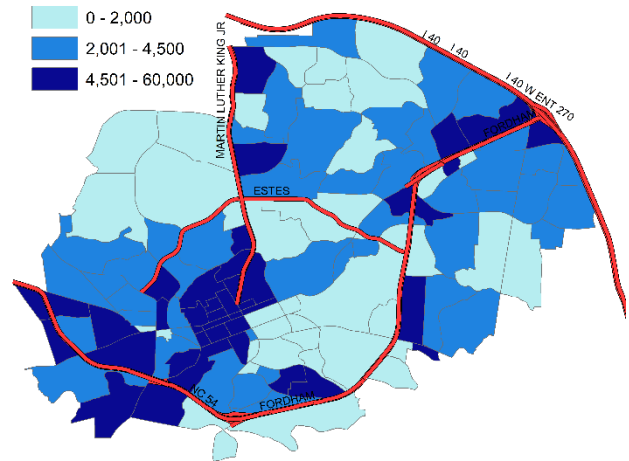 0 - 2,000
2,001 - 4,500
4,501 - 60,000
I 40
I 40
I 40 W ENT 270
MARTIN LUTHER KING JR
FORDHAM
ESTES
NC 54
FORDHAM